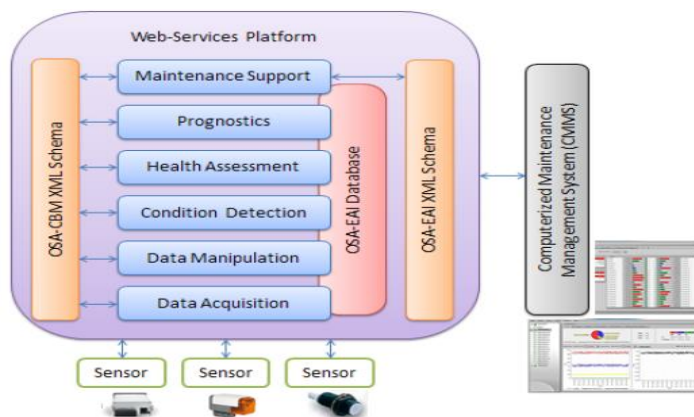 Web-Services Platform
OSA-CBM XML Schema
Maintenance Support
Prognostics
Health Assessment
Condition Detection
Data Manipulation
Data Acquisition
OSA-EAI Database
OSA-EAI XML Schema
Computerized Maintenance
Management System (CMMS)
Sensor
Sensor
Sensor